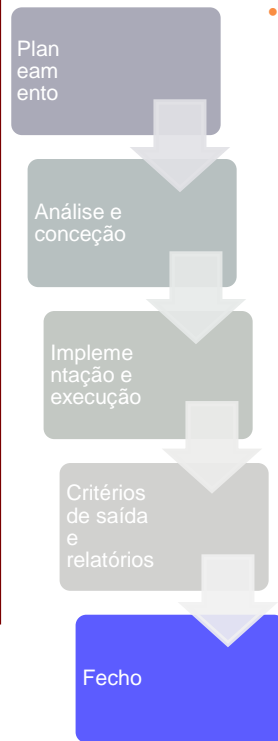 Plan
eam
ento
Análise e
conceção
Impleme
ntação e
execução
Critérios
de saída
e
relatórios
Fecho